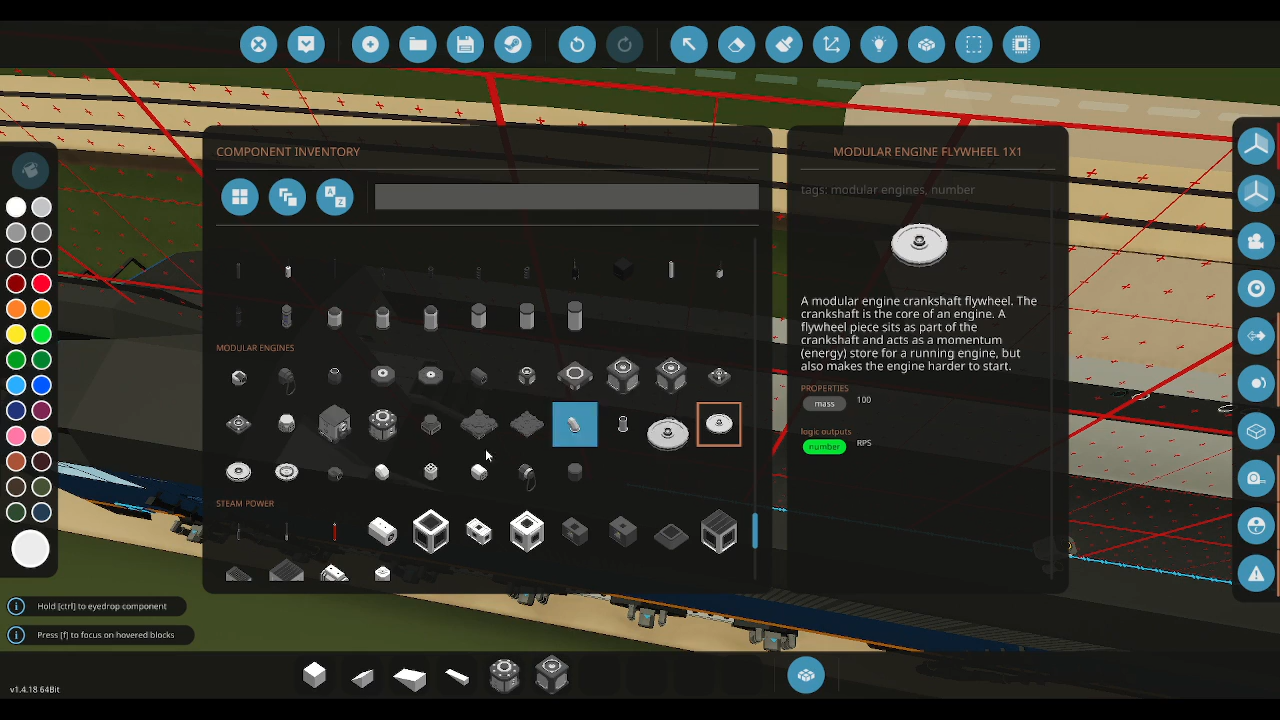 COMPONENT INVENTORY
A
Z
MODULAR ENGINES
STEAM POWER
MODULAR ENGINE FLYWHEEL 1X1
tags: modular engines, number
A modular engine crankshaft flywheel. The
crankshaft is the core of an engine. A
flywheel piece sits as part of the
crankshaft and acts as a momentum
(energy) store for a running engine, but
also makes the engine harder to start.
PROPERTIES
mass 100
logic outputs
number RPS
Hold [ctrl] to eyedrop component
Press [f] to focus on hovered blocks
v1.4.18 64Bit